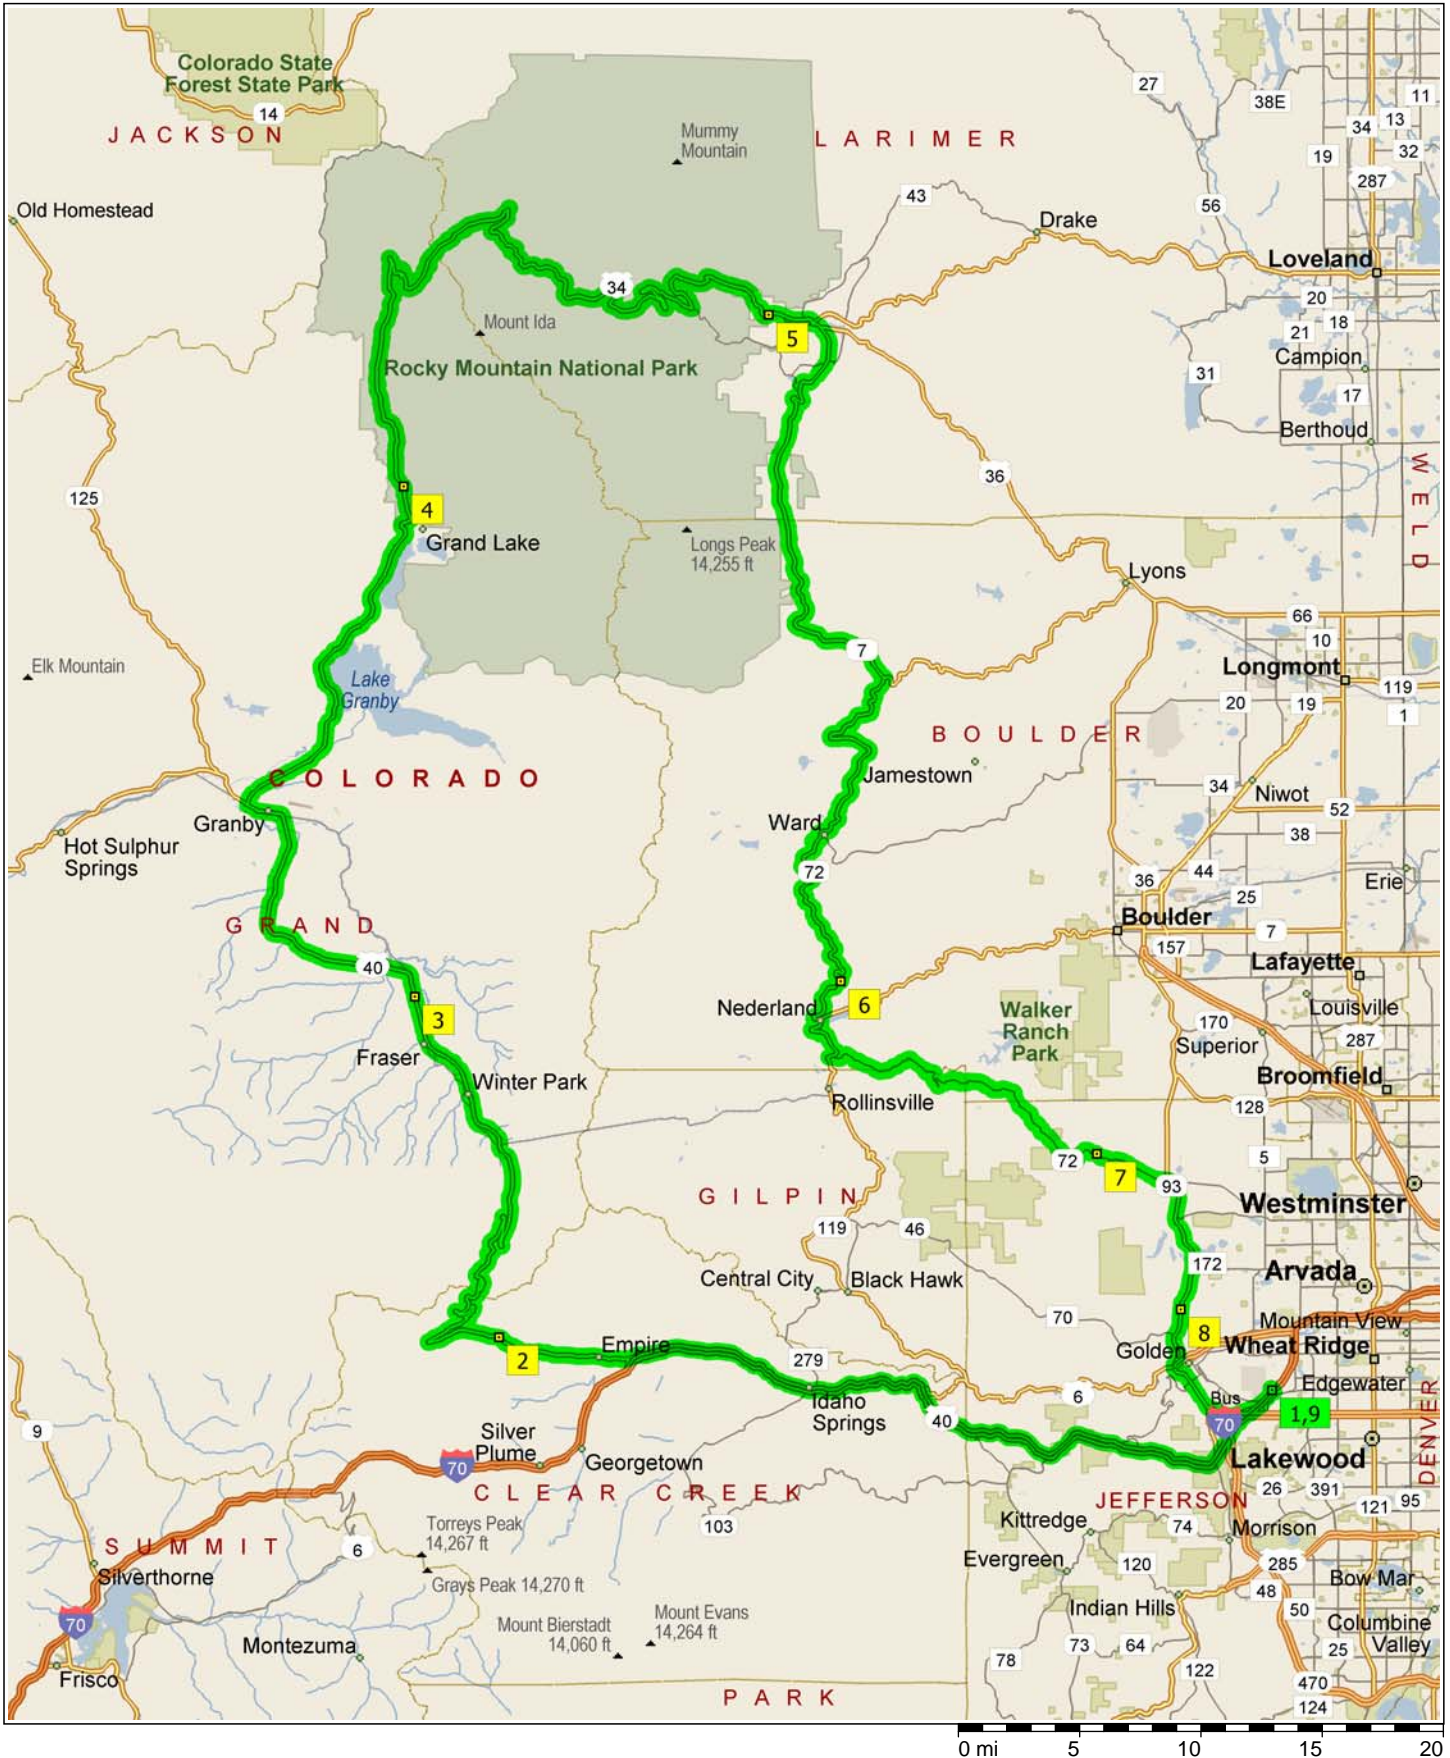 Colorado State
Forest State Park
14
JACKSON
Mummy
Mountain
LARIMER
27
38E
11
34
13
32
19
287
Old Homestead
43
56
Drake
Loveland
34
20
18
21
Mount Ida
5
Campion
Rocky Mountain National Park
31
17
Berthoud
WELD
125
36
4
Grand Lake
Longs Peak
14,255 ft
Lyons
66
10
7
Elk Mountain
Longmont
119
Lake
Granby
20
19
1
BOULDER
COLORADO
Jamestown
34
Niwot
52
Granby
Ward
38
Hot Sulphur
Springs
72
44
36
Erie
25
GRAND
Boulder
7
157
40
Lafayette
3
Nederland
6
Walker
Ranch
Park
Louisville
170
Superior
287
Fraser
Winter Park
Broomfield
Rollinsville
128
72
5
7
93
GILPIN
Westminster
119
46
172
Central City
Black Hawk
Arvada
70
Mountain View
8
2
Empire
Golden
Wheat Ridge
279
6
Edgewater
Idaho
Springs
Bus
70
1,9
9
40
Silver
Plume
Lakewood
DENVER
70
Georgetown
CLEAR CREEK
26
391
JEFFERSON
121
95
103
Kittredge
74
Morrison
Torreys Peak
14,267 ft
SUMMIT
6
Evergreen
120
285
Silverthorne
Grays Peak 14,270 ft
Bow Mar
48
Indian Hills
50
70
Mount Bierstadt
14,060 ft
Mount Evans
14,264 ft
Columbine
Valley
Montezuma
73
64
25
78
122
Frisco
470
PARK
124
0 mi
5
10
15
20